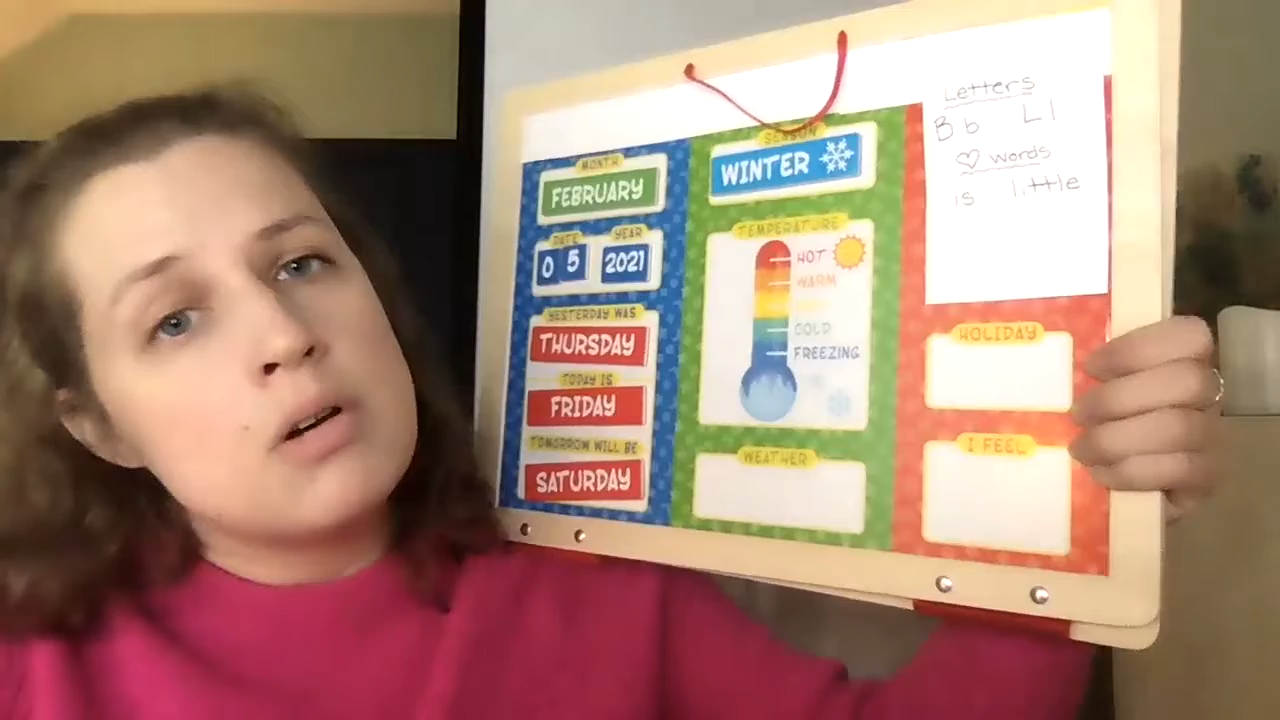 MONTH
FEBRUARY
DATE YEAR
0 5 2021
YESTERDAY WAS
THURSDAY
TODAY IS
FRIDAY
TOMORROW WILL BE
SATURDAY
SEASON
WINTER
TEMPERATURE
HOT
WARM
COLD
FREEZING
WEATHER
Letters
B b L l
♡ words
is little
HOLIDAY
I FEEL